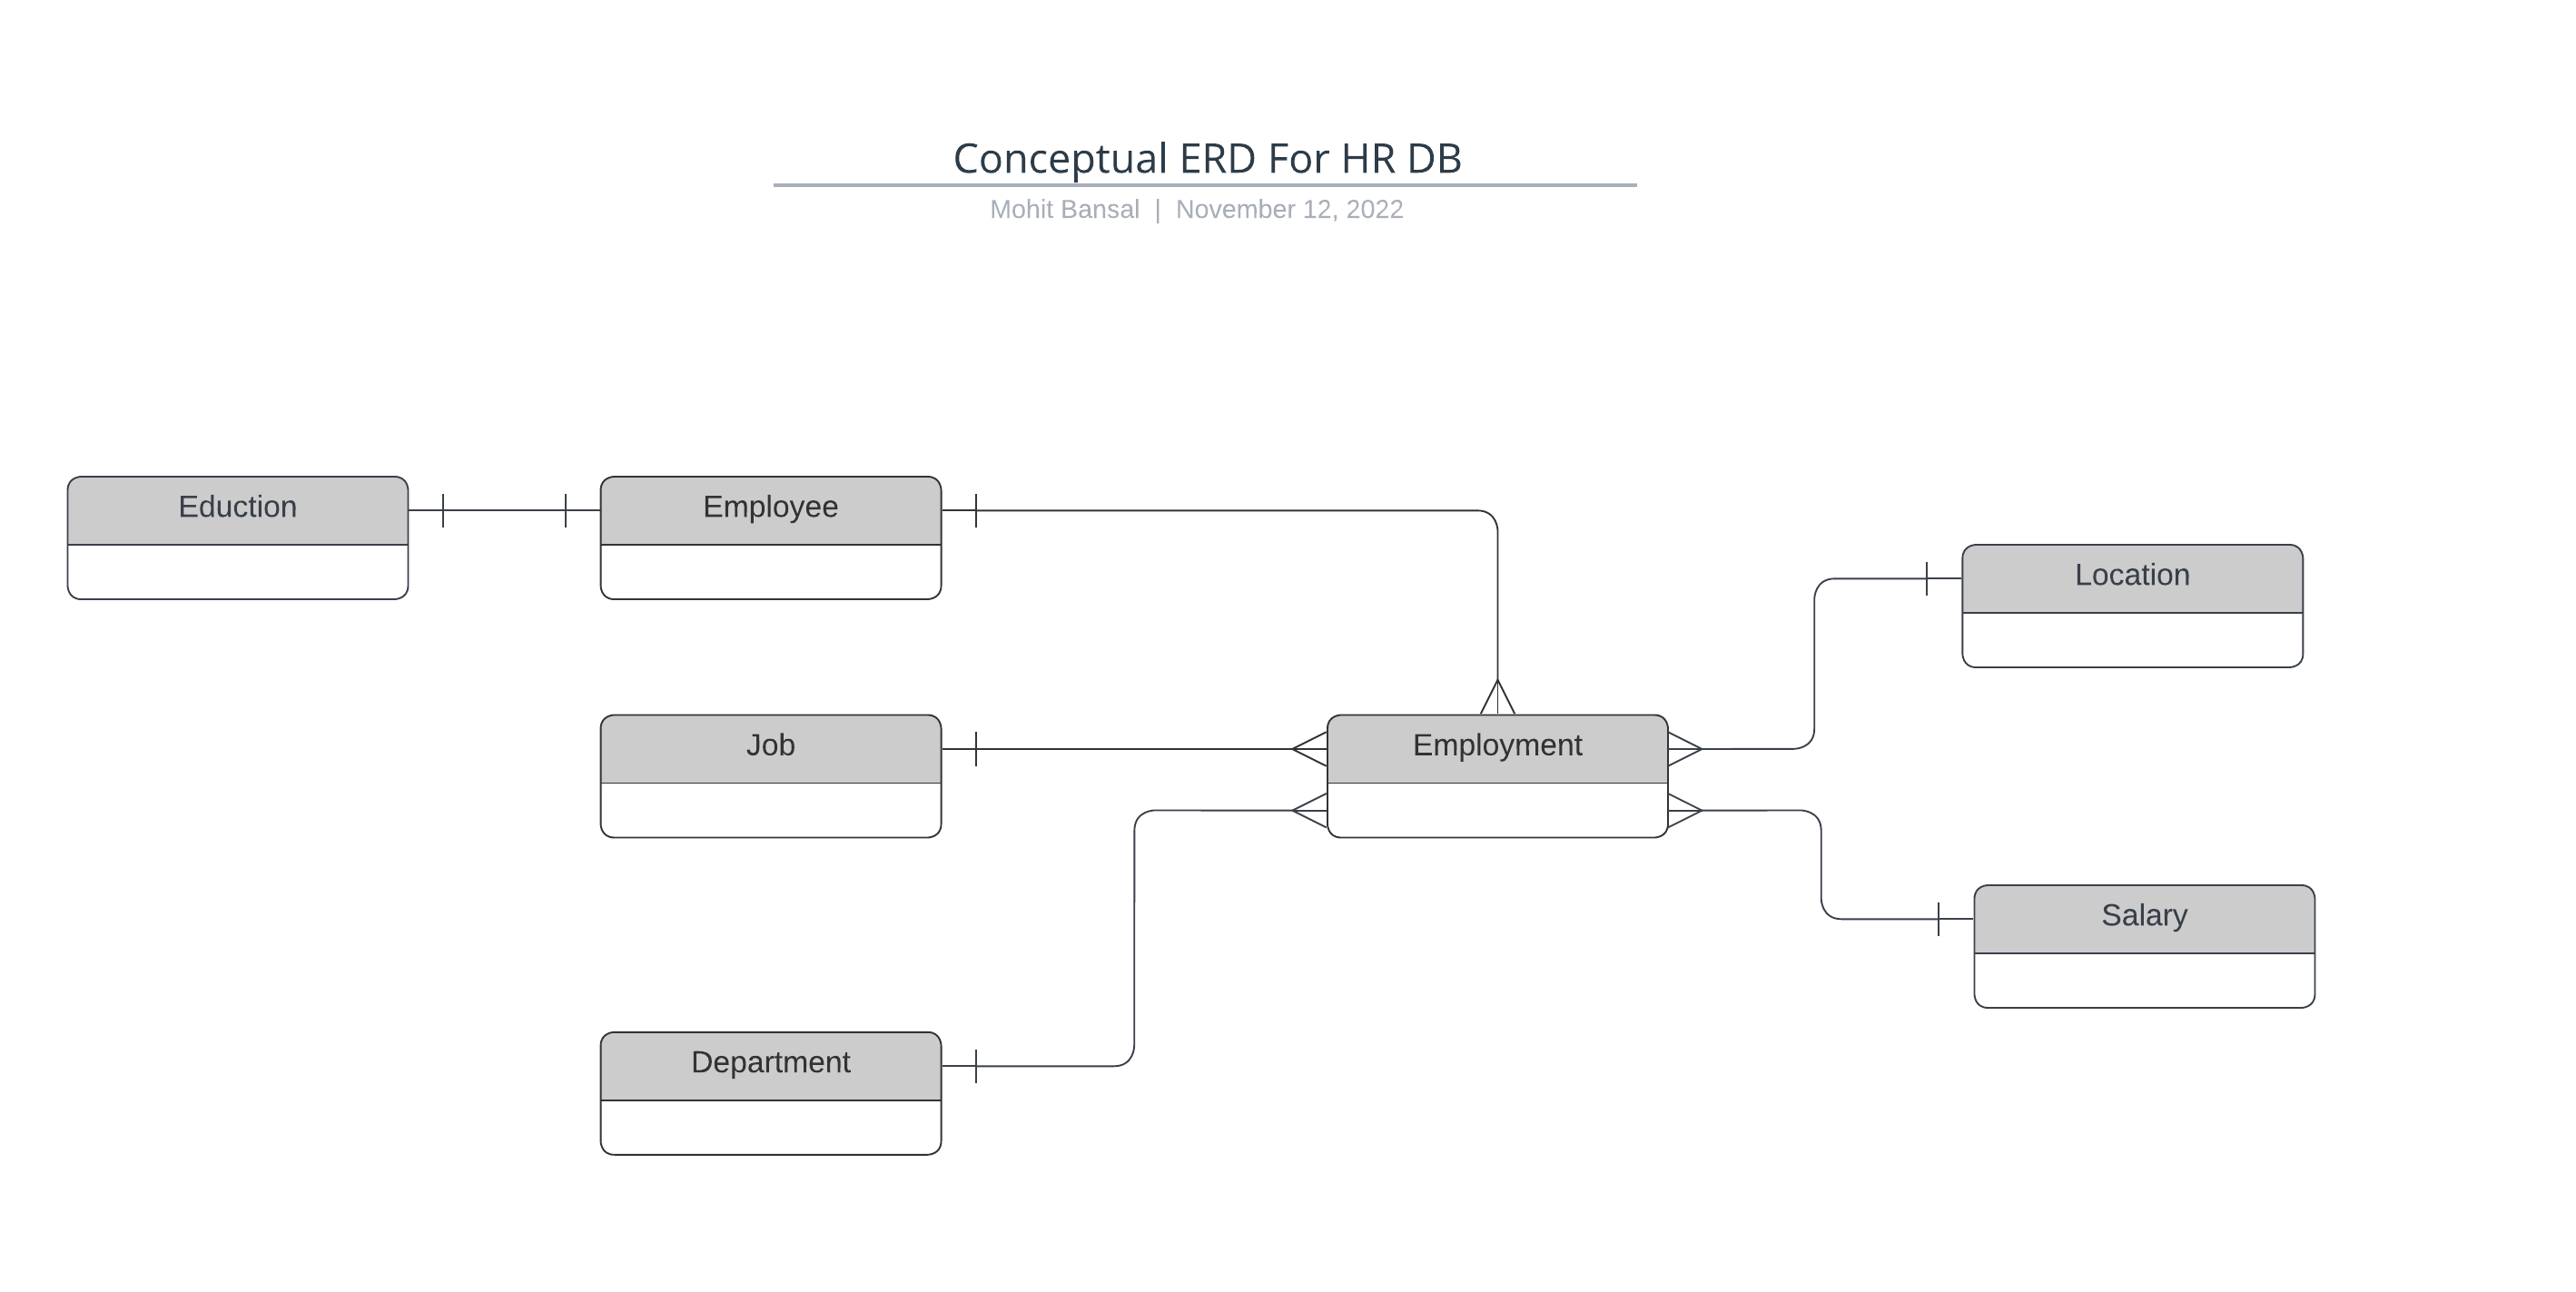 Conceptual ERD For HR DB
Mohit Bansal | November 12, 2022
Eduction
Employee
Location
Job
Employment
Salary
Department